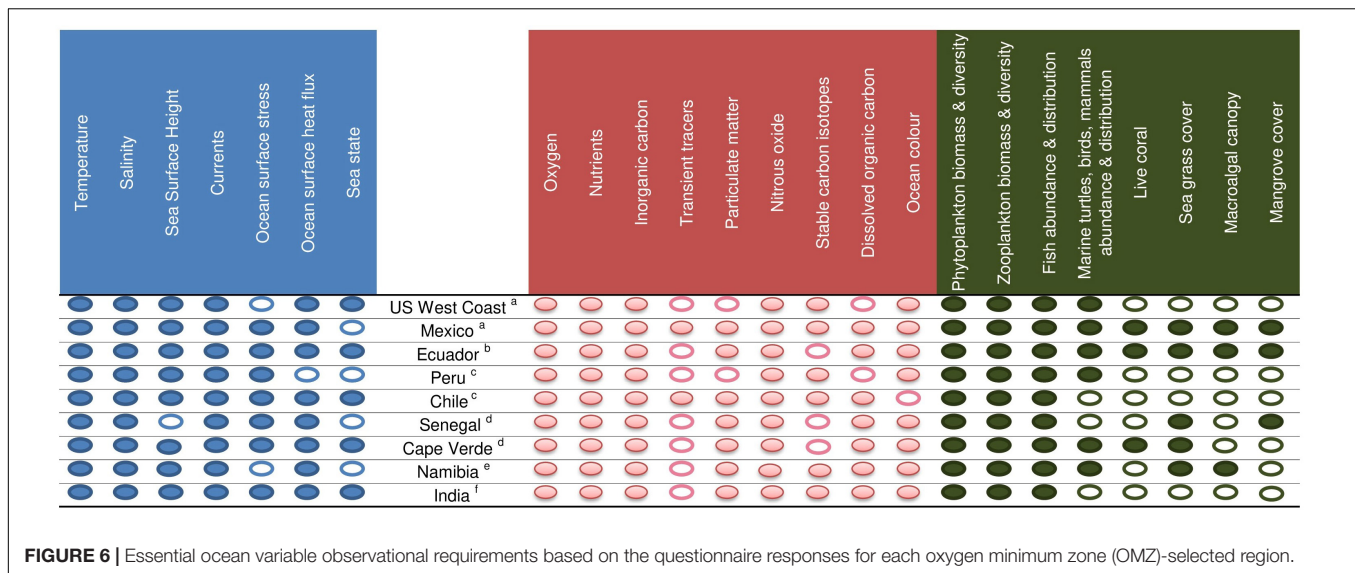 Temperature
Salinity
Sea Surface Height
Currents
Ocean surface stress
Ocean surface heat flux
Sea state
Oxygen
Nutrients
Inorganic carbon
Transient tracers
Particulate matter
Nitrous oxide
Stable carbon isotopes
Dissolved organic carbon
Ocean colour
Phytoplankton biomass & diversity
Zooplankton biomass & diversity
Fish abundance & distribution
Marine turtles, birds, mammals
abundance & distribution
Live coral
Sea grass cover
Macroalgal canopy
Mangrove cover
US West Coast a
Mexico a
Ecuador b
Peru c
Chile c
Senegal d
Cape Verde d
Namibia e
India f
FIGURE 6 | Essential ocean variable observational requirements based on the questionnaire responses for each oxygen minimum zone (OMZ)-selected region.